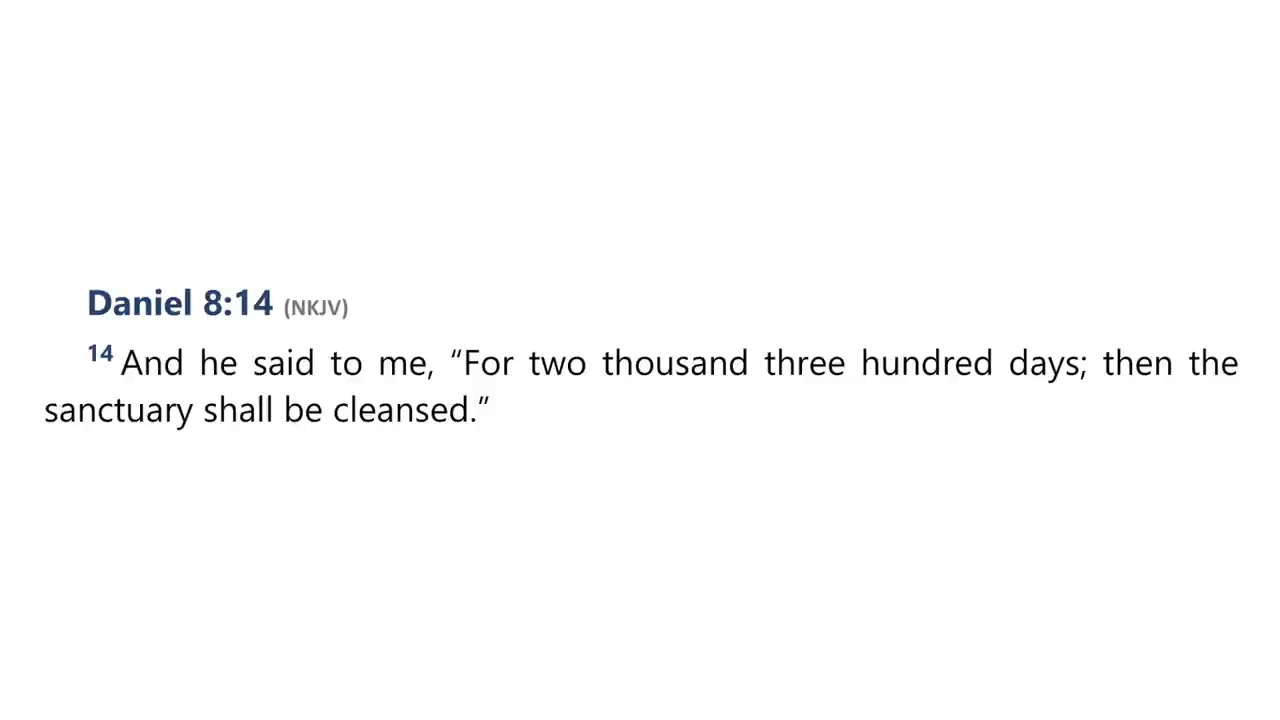 Daniel 8:14 (NKJV)
14 And he said to me, “For two thousand three hundred days; then the
sanctuary shall be cleansed.”